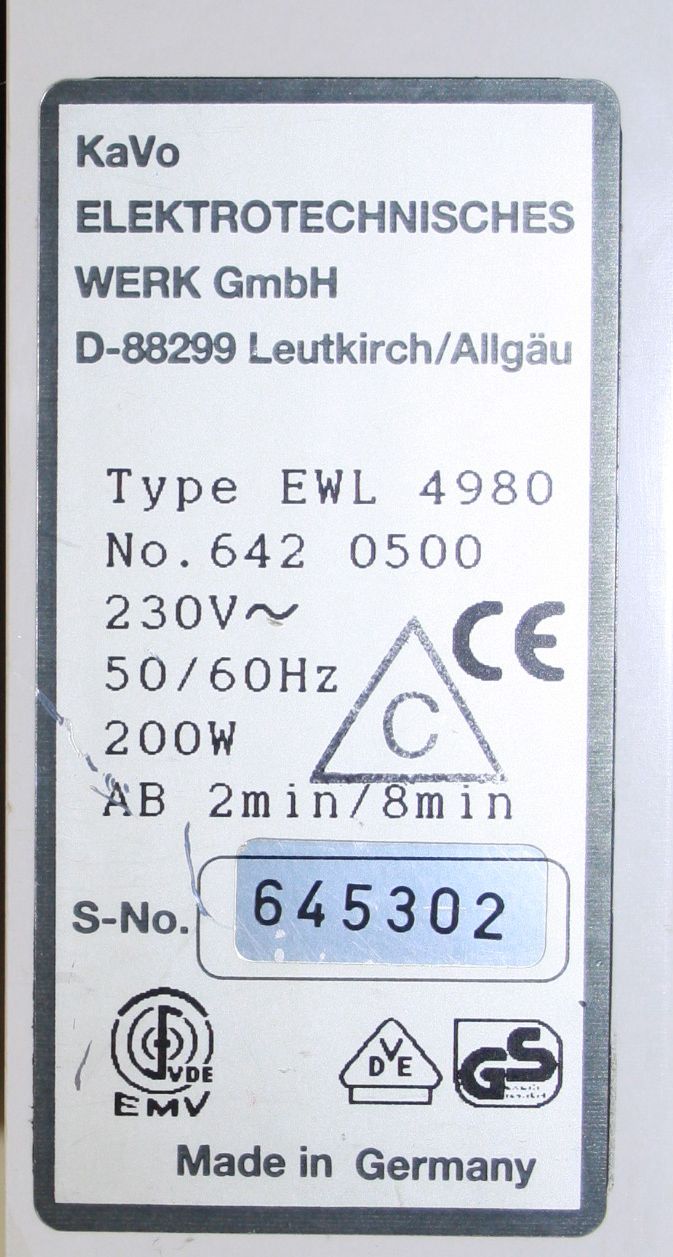 KaVo
ELEKTROTECHNISCHES
WERK GmbH
D-88299 Leutkirch/Allgäu
Type EWL 4980
No.642 0500
230V~
50/60Hz
200W
C
CE
AB 2min/8min
S-No. 645302
VDE
EMV
DVE
GS
Made in Germany